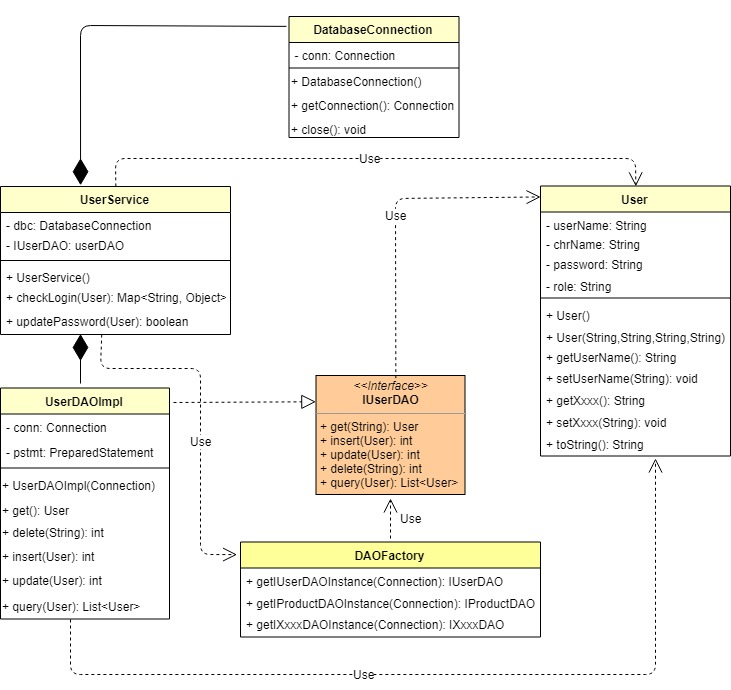 DatabaseConnection
- conn: Connection
+ DatabaseConnection()
+ getConnection(): Connection
+ close(): void
Use
UserService
- dbc: DatabaseConnection
- IUserDAO: userDAO
+ UserService()
+ checkLogin(User): Map<String, Object>
+ updatePassword(User): boolean
Use
User
- userName: String
- chrName: String
- password: String
- role: String
+ User()
+ User(String,String,String,String)
+ getUserName(): String
+ setUserName(String): void
+ getXxxx(): String
+ setXxxx(String): void
+ toString(): String
UserDAOImpl
- conn: Connection
- pstmt: PreparedStatement
+ UserDAOImpl(Connection)
+ get(): User
+ delete(String): int
+ insert(User): int
+ update(User): int
+ query(User): List<User>
Use
<<Interface>>
IUserDAO
+ get(String): User
+ insert(User): int
+ update(User): int
+ delete(String): int
+ query(User): List<User>
Use
DAOFactory
+ getIUserDAOInstance(Connection): IUserDAO
+ getIProductDAOInstance(Connection): IProductDAO
+ getIXxxxDAOInstance(Connection): IXxxxDAO
Use